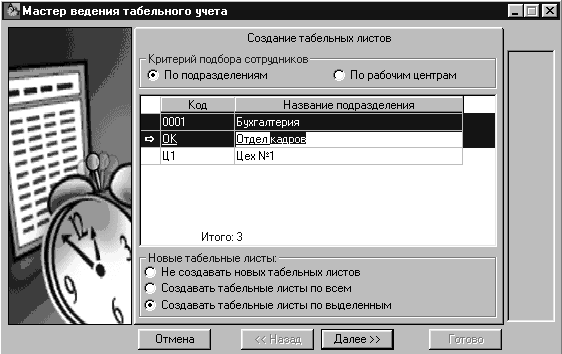 Мастер ведения табельного учета
Создание табельных листов
Критерий подбора сотрудников
По подразделениям По рабочим центрам
Код Название подразделения
0001 Бухгалтерия
ОК Отдел кадров
Ц1 Цех №1
Итого: 3
Новые табельные листы:
Не создавать новых табельных листов
Создавать табельные листы по всем
Создавать табельные листы по выделенным
Отмена << Назад Далее >> Готово